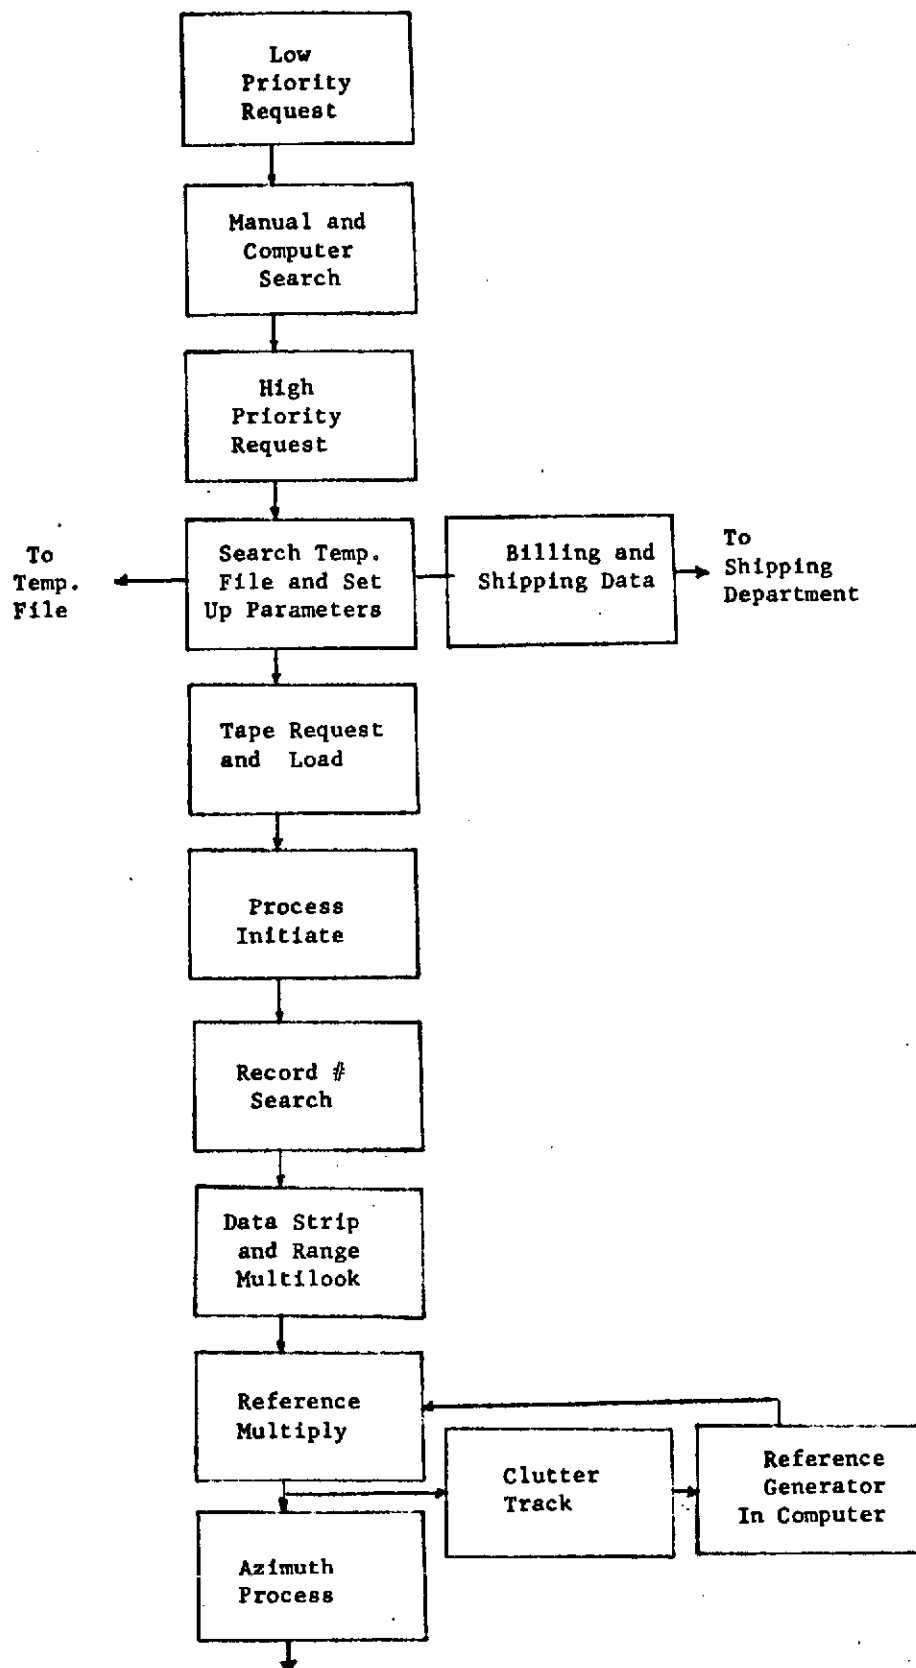 Low
Priority
Request
Manual and
Computer
Search
High
Priority
Request
To
Temp.
File
Search Temp.
File and Set
Up Parameters
Billing and
Shipping Data
To
Shipping
Department
Tape Request
and Load
Process
Initiate
Record #
Search
Data Strip
and Range
Multilook
Reference
Multiply
Clutter
Track
Reference
Generator
In Computer
Azimuth
Process